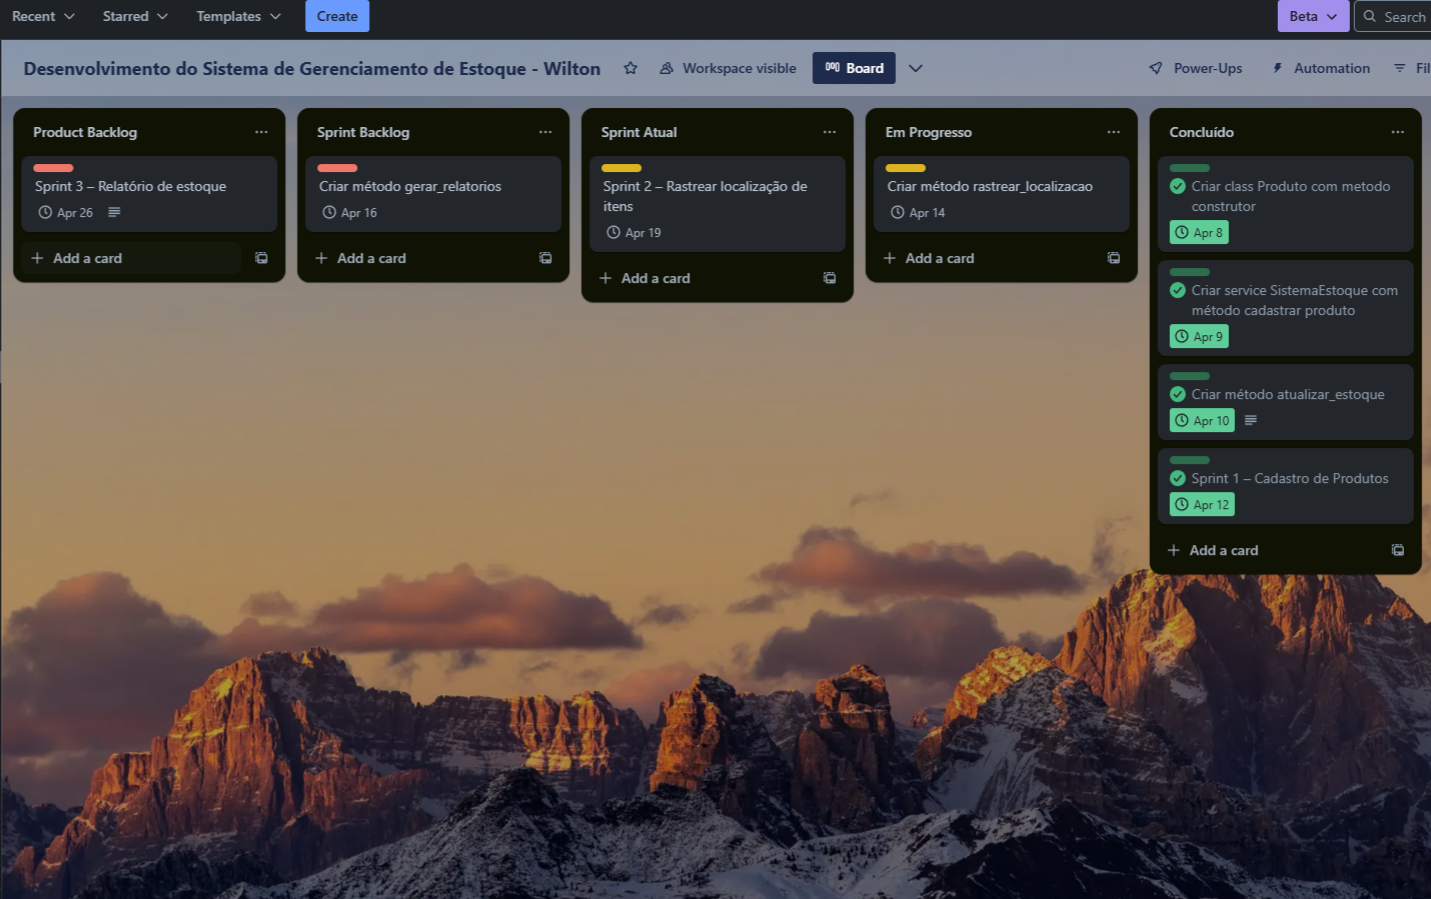 Recent
Starred
Templates
Create
Beta
Search
Desenvolvimento do Sistema de Gerenciamento de Estoque - Wilton
Workspace visible
Board
Power-Ups
Automation
Fil
Product Backlog
Sprint 3 – Relatório de estoque
Apr 26
Add a card
Sprint Backlog
Criar método gerar_relatorios
Apr 16
Add a card
Sprint Atual
Sprint 2 – Rastrear localização de
itens
Apr 19
Add a card
Em Progresso
Criar método rastrear_localizacao
Apr 14
Add a card
Concluído
Criar class Produto com metodo
construtor
Apr 8
Criar service SistemaEstoque com
método cadastrar produto
Apr 9
Criar método atualizar_estoque
Apr 10
Sprint 1 – Cadastro de Produtos
Apr 12
Add a card